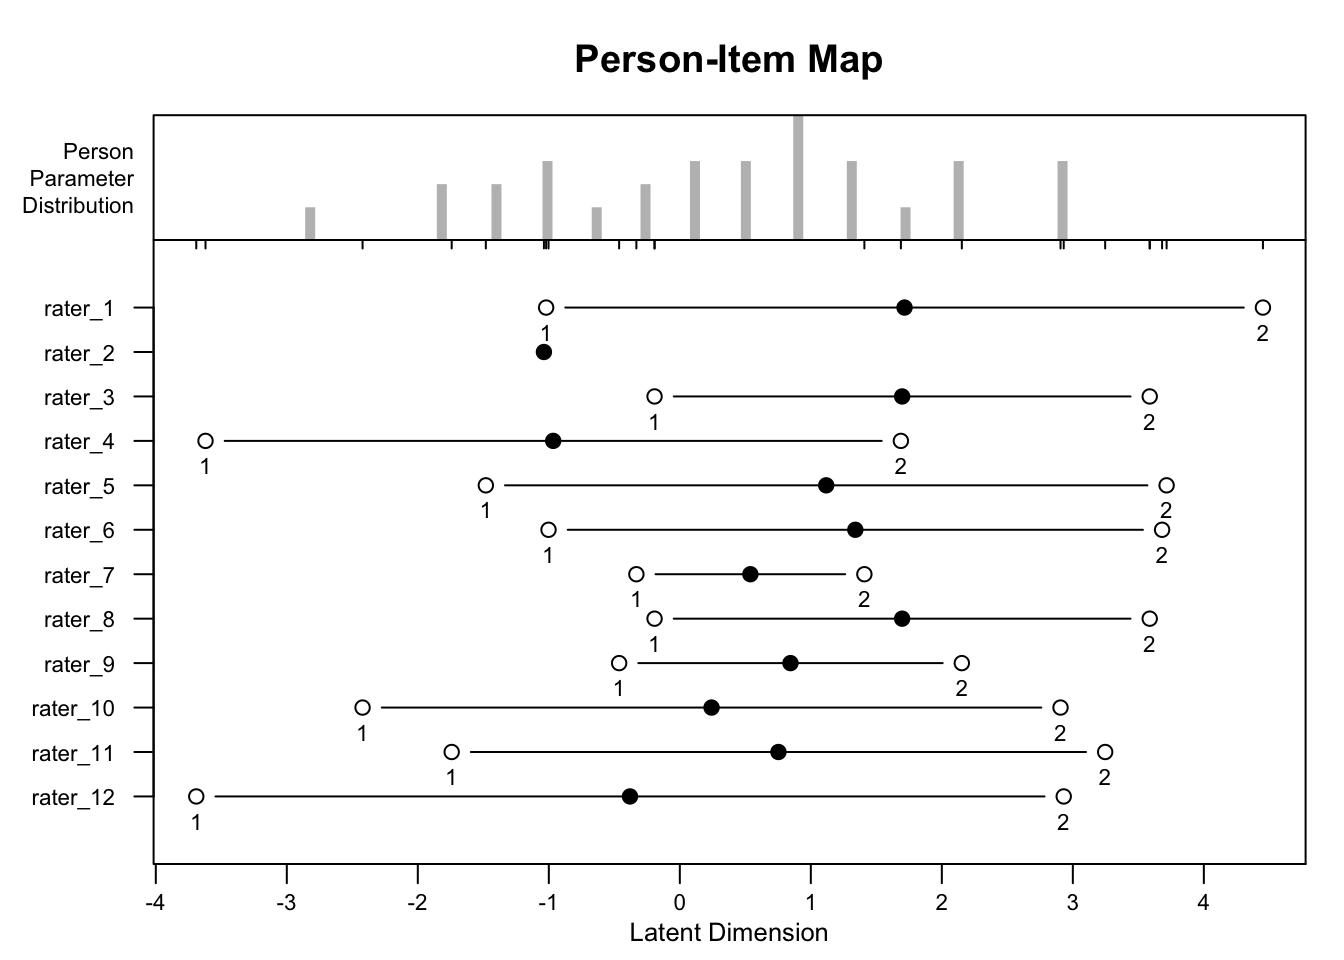 Person-Item Map
Person
Parameter
Distribution
rater_1
1
2
rater_2
rater_3
1
2
rater_4
1
2
rater_5
1
2
rater_6
1
2
rater_7
1
2
rater_8
1
2
rater_9
1
2
rater_10
1
2
rater_11
1
2
rater_12
1
2
-4 -3 -2 -1 0 1 2 3 4
Latent Dimension